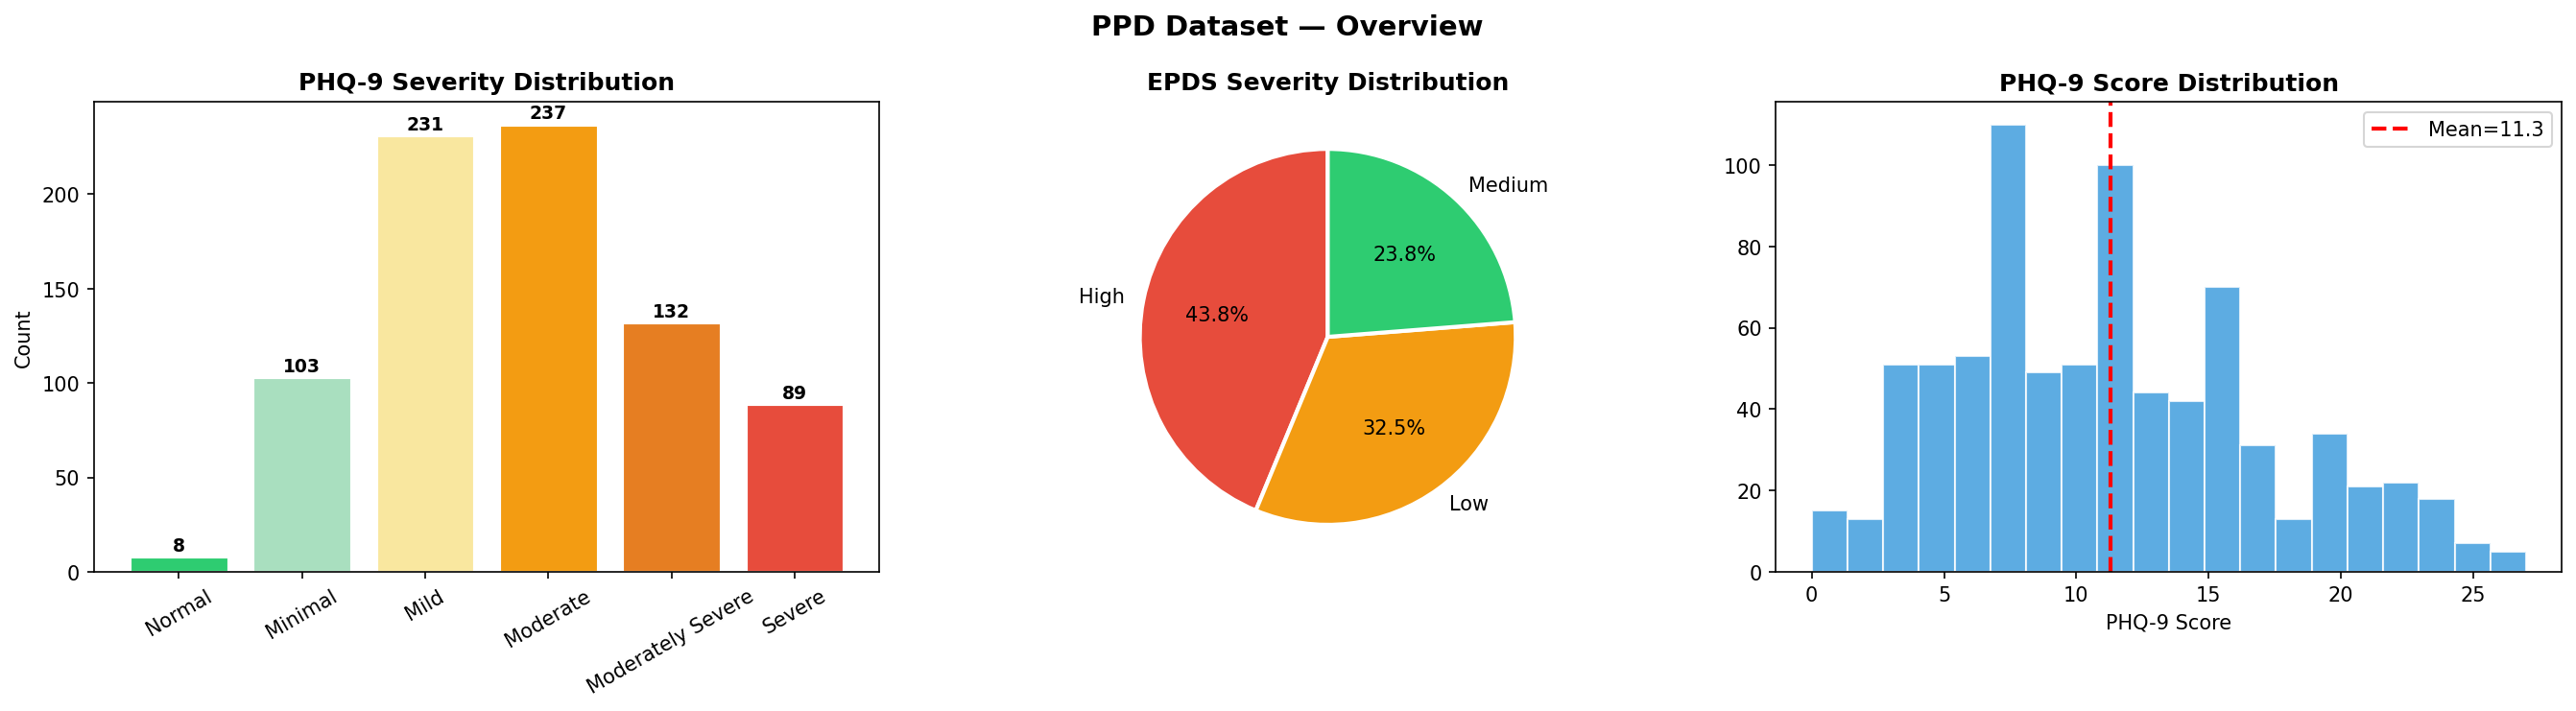 PPD Dataset — Overview
PHQ-9 Severity Distribution
Count
200
150
100
50
0
8
103
231
237
132
89
Normal
Minimal
Mild
Moderate
Moderately Severe
Severe
EPDS Severity Distribution
Medium
23.8%
High
43.8%
32.5%
Low
PHQ-9 Score Distribution
Mean=11.3
100
80
60
40
20
0
0
5
10
15
20
25
PHQ-9 Score